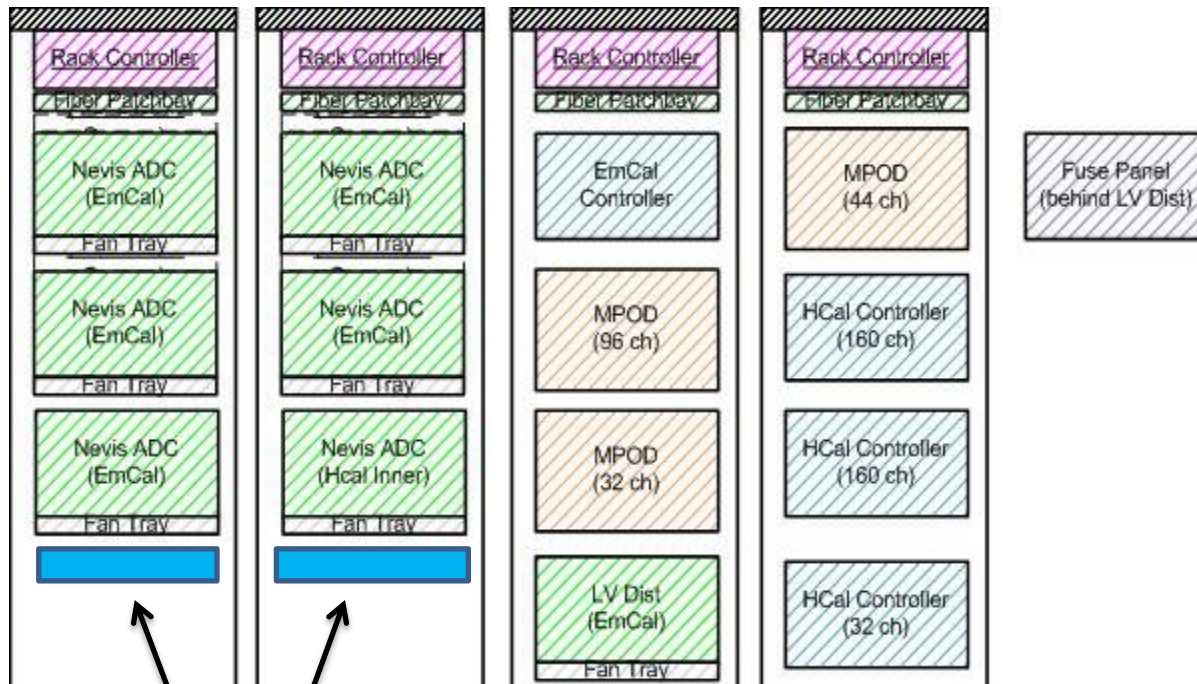 Rack Controller
Fiber Patchbay
Nevis ADC
(EmCal)
Fan Tray
Nevis ADC
(EmCal)
Fan Tray
Nevis ADC
(EmCal)
Fan Tray
Rack Controller
Fiber Patchbay
Nevis ADC
(EmCal)
Fan Tray
Nevis ADC
(EmCal)
Fan Tray
Nevis ADC
(Hcal Inner)
Fan Tray
Rack Controller
Fiber Patchbay
EmCal
Controller
MPOD
(96 ch)
MPOD
(32 ch)
LV Dist
(EmCal)
Fan Tray
Rack Controller
Fiber Patchbay
MPOD
(44 ch)
HCal Controller
(160 ch)
HCal Controller
(160 ch)
HCal Controller
(32 ch)
Fuse Panel
(behind LV Dist)